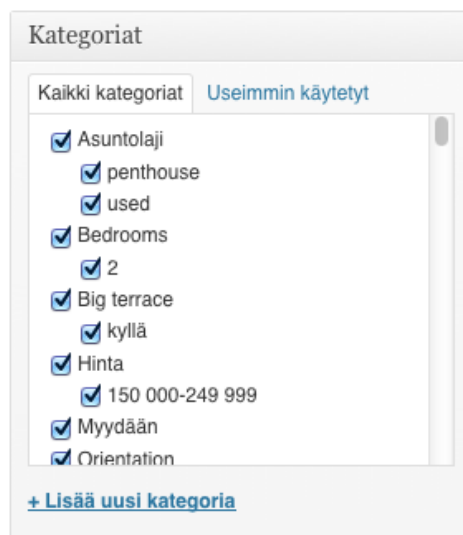 Kategoriat
Kaikki kategoriat Useimmin käytetyt
Asuntolaji
penthouse
used
Bedrooms
2
Big terrace
kyllä
Hinta
150 000-249 999
Myydään
Orientation
+ Lisää uusi kategoria